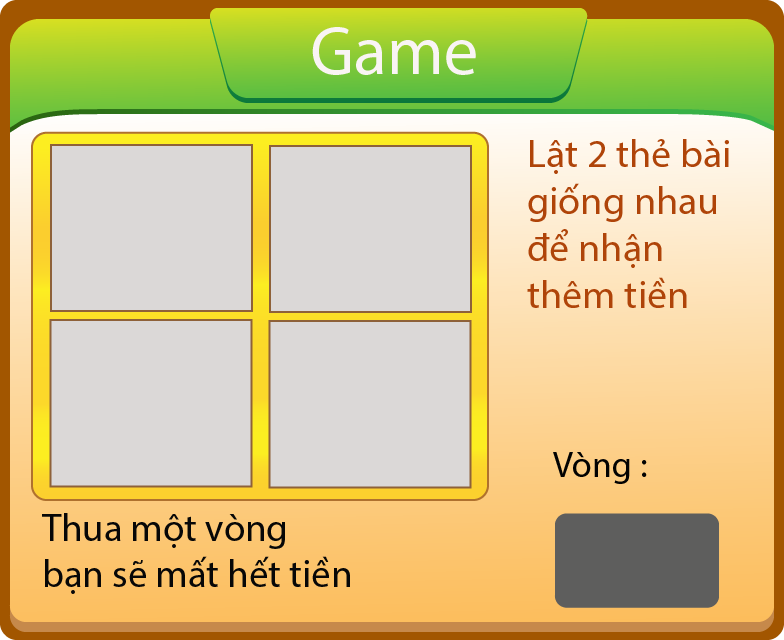 Game
Lật 2 thẻ bài
giống nhau
để nhận
thêm tiền
Vòng :
Thua một vòng
bạn sẽ mất hết tiền